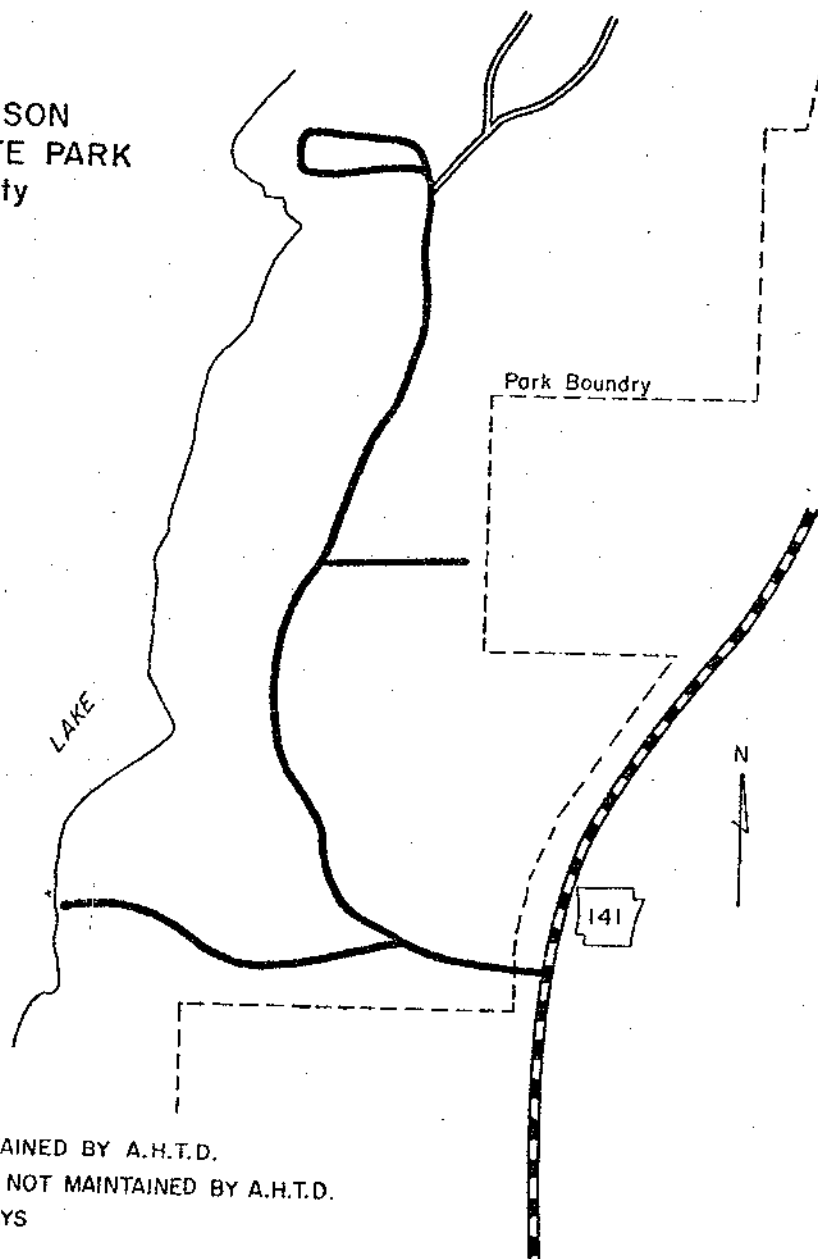 SON
TE PARK
ty
Park Boundry
LAKE
N
141
AINED BY A.H.T.D.
NOT MAINTAINED BY A.H.T.D.
YS